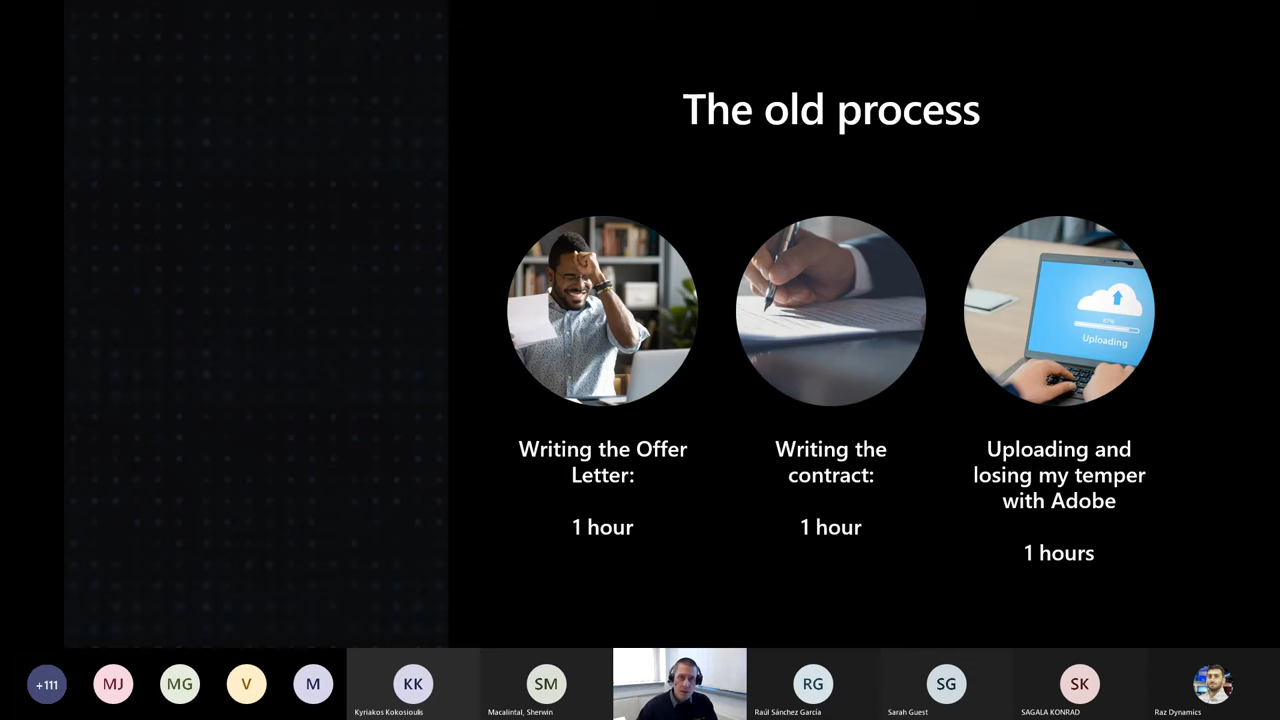 The old process
87%
Uploading
Writing the Offer
Letter:
1 hour
Writing the
contract:
1 hour
Uploading and
losing my temper
with Adobe
1 hours
+111
MJ
MG
V
M
KK
Kyriakos Kokosioulis
SM
Macalintal, Sherwin
RG
Raúl Sánchez García
SG
Sarah Guest
SK
SAGALA KONRAD
Raz Dynamics